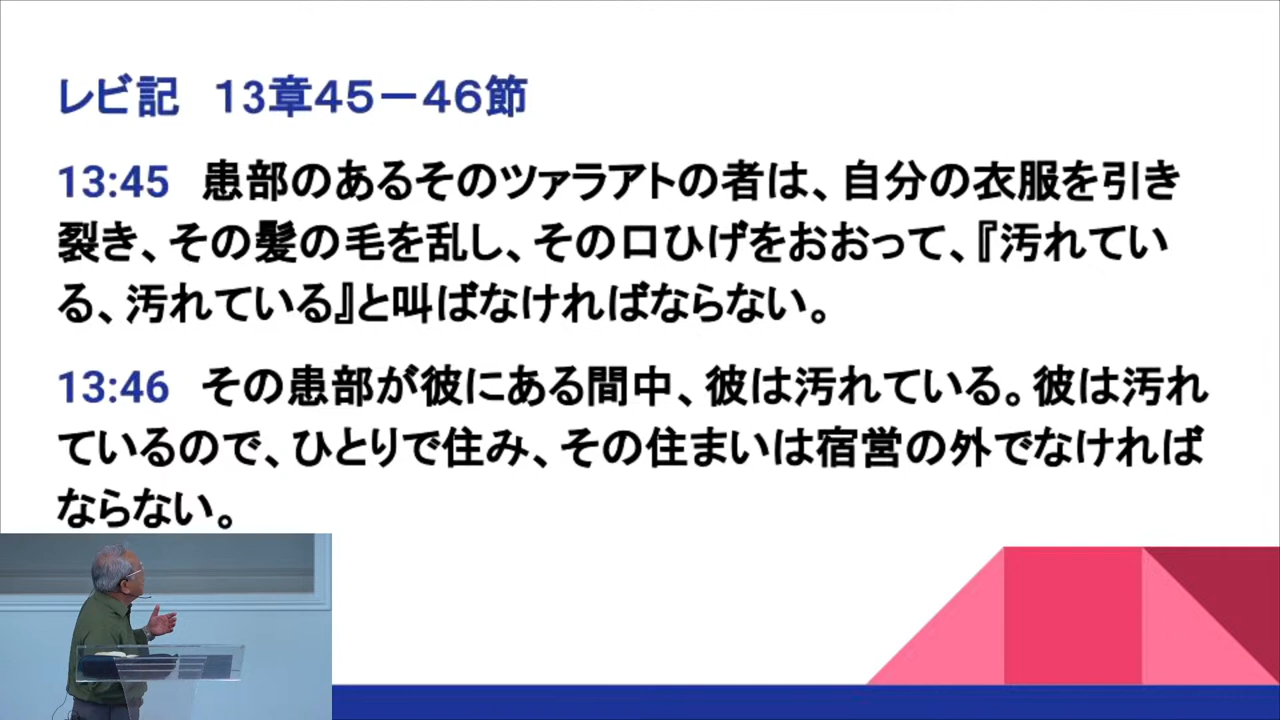 レビ記　13章45－46節
13:45　患部のあるそのツァラアトの者は、自分の衣服を引き
裂き、その髪の毛を乱し、その口ひげをおおって、『汚れてい
る、汚れている』と叫ばなければならない。
13:46　その患部が彼にある間中、彼は汚れている。彼は汚れ
ているので、ひとりで住み、その住まいは宿営の外でなければ
ならない。